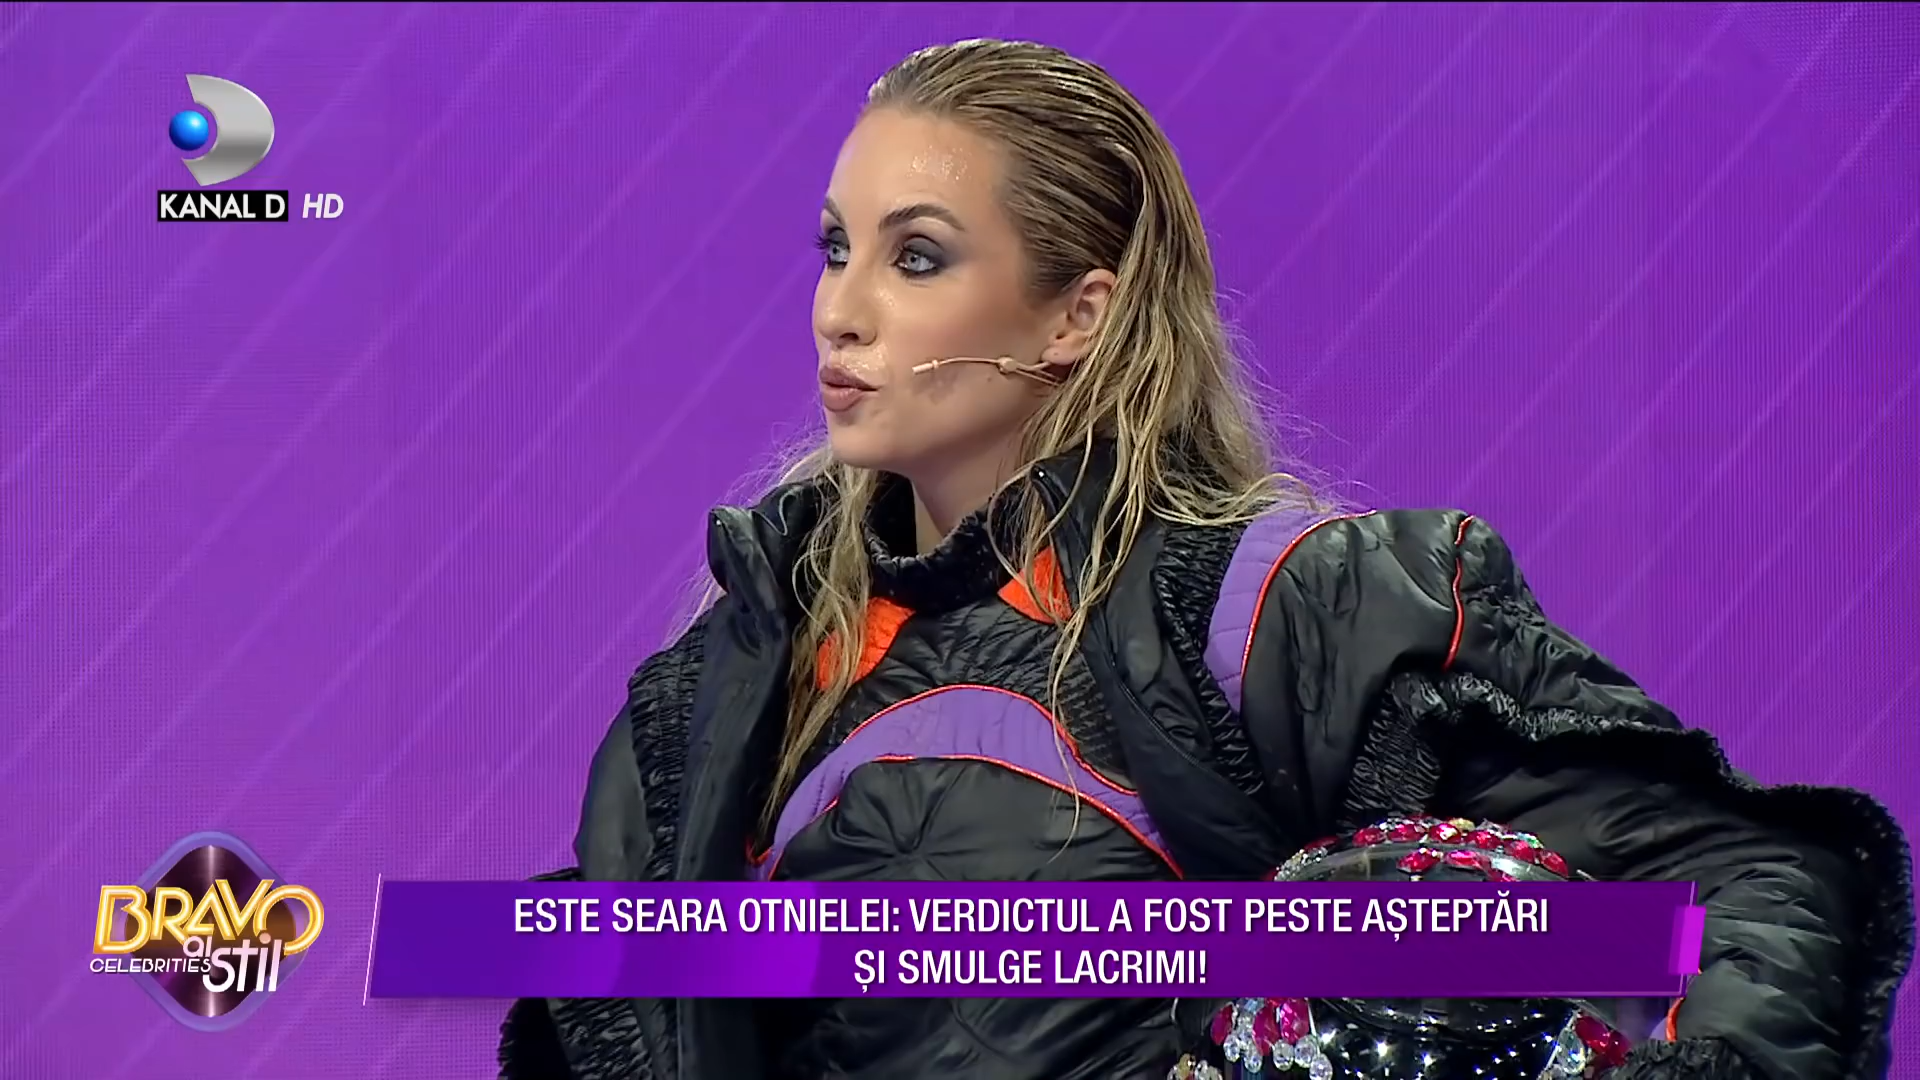 KANAL D HD
BRAVO
ai
CELEBRITIES
stil
ESTE SEARA OTNIELEI: VERDICTUL A FOST PESTE AȘTEPTĂRI
ȘI SMULGE LACRIMI!